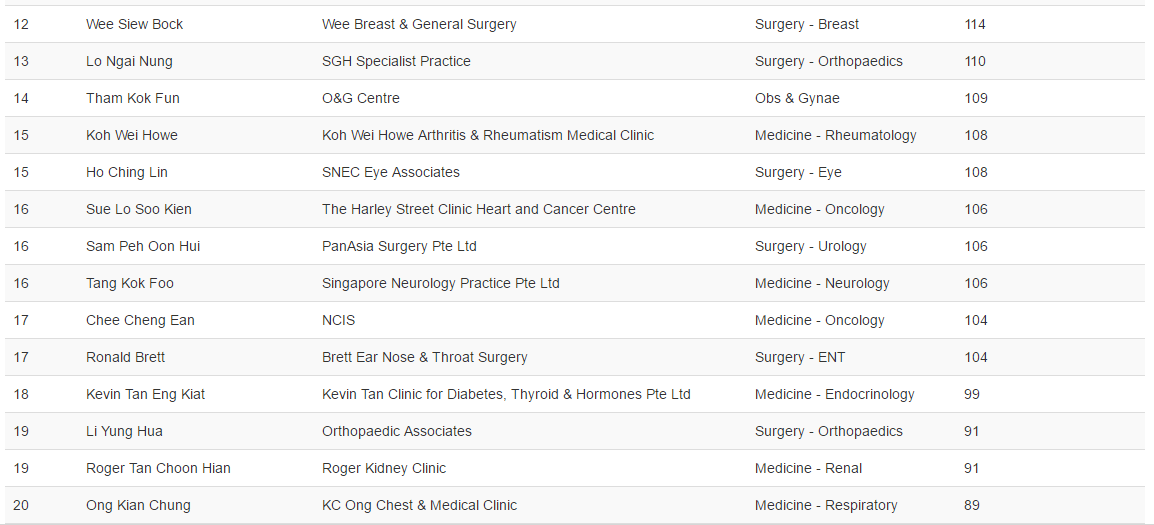 12 Wee Siew Bock Wee Breast & General Surgery Surgery - Breast 114
13 Lo Ngai Nung SGH Specialist Practice Surgery - Orthopaedics 110
14 Tham Kok Fun O&G Centre Obs & Gynae 109
15 Koh Wei Howe Koh Wei Howe Arthritis & Rheumatism Medical Clinic Medicine - Rheumatology 108
15 Ho Ching Lin SNEC Eye Associates Surgery - Eye 108
16 Sue Lo Soo Kien The Harley Street Clinic Heart and Cancer Centre Medicine - Oncology 106
16 Sam Peh Oon Hui PanAsia Surgery Pte Ltd Surgery - Urology 106
16 Tang Kok Foo Singapore Neurology Practice Pte Ltd Medicine - Neurology 106
17 Chee Cheng Ean NCIS Medicine - Oncology 104
17 Ronald Brett Brett Ear Nose & Throat Surgery Surgery - ENT 104
18 Kevin Tan Eng Kiat Kevin Tan Clinic for Diabetes, Thyroid & Hormones Pte Ltd Medicine - Endocrinology 99
19 Li Yung Hua Orthopaedic Associates Surgery - Orthopaedics 91
19 Roger Tan Choon Hian Roger Kidney Clinic Medicine - Renal 91
20 Ong Kian Chung KC Ong Chest & Medical Clinic Medicine - Respiratory 89